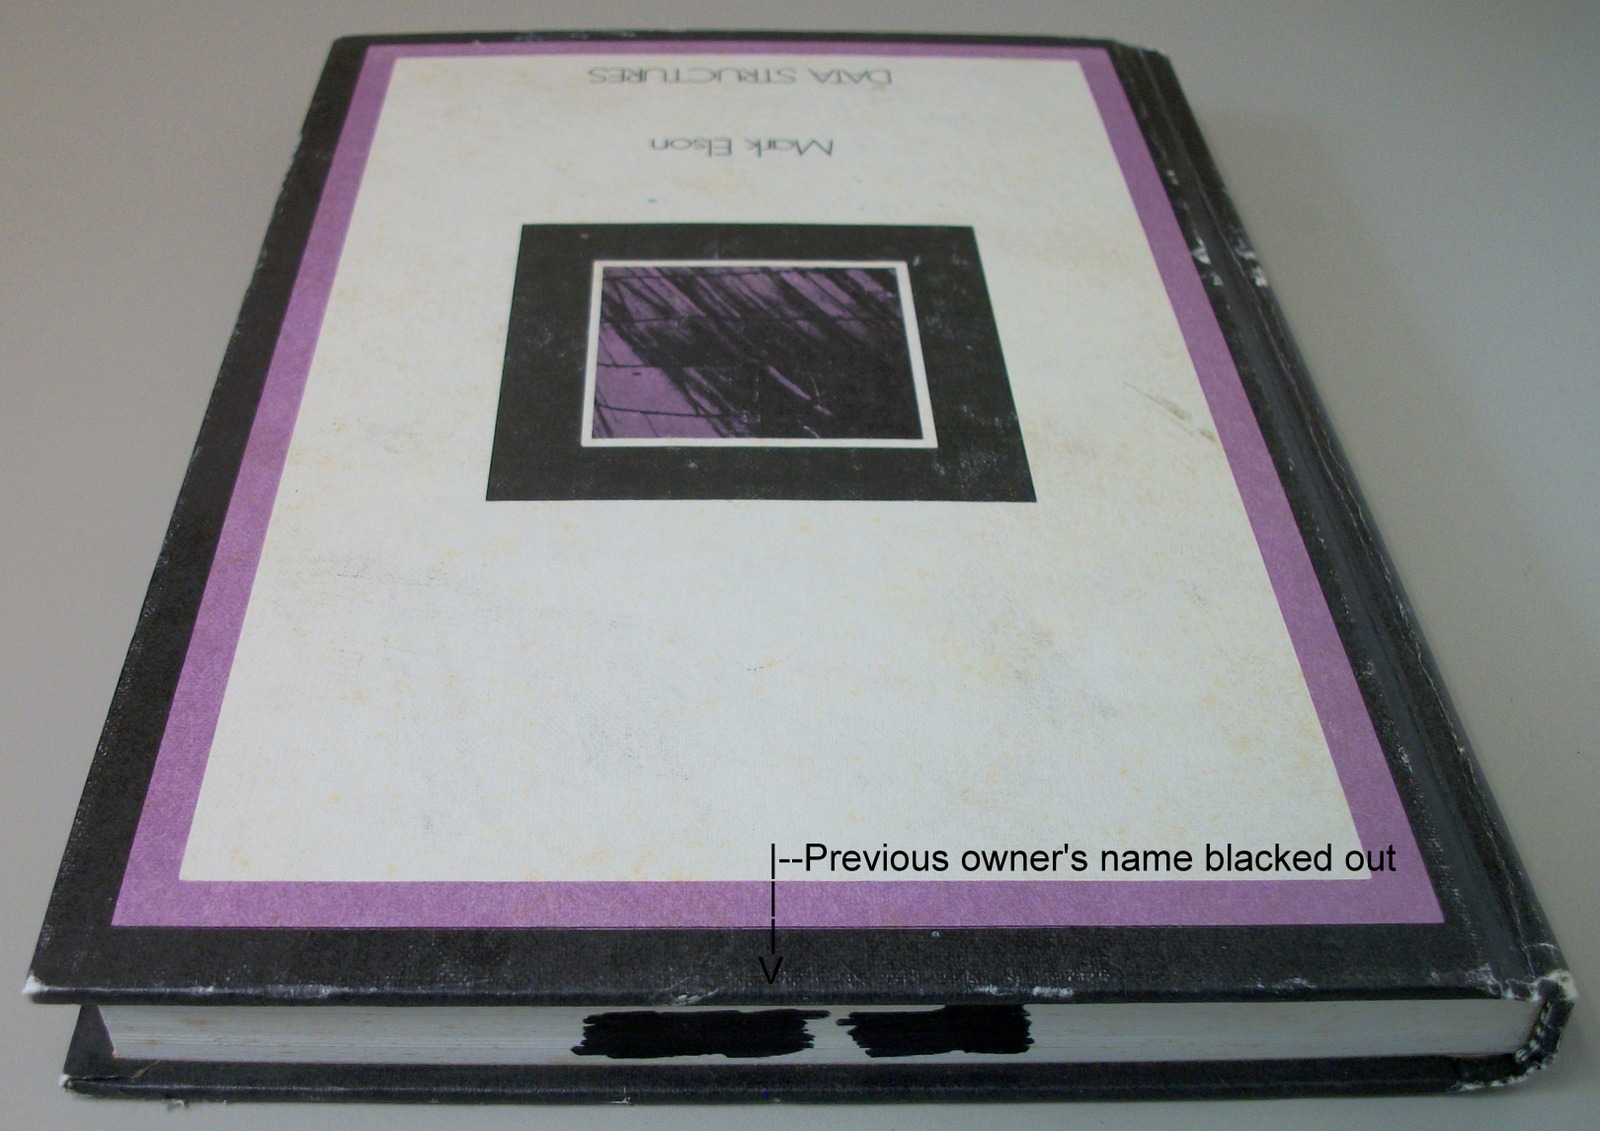 DATA STRUCTURES
Mark Elson
|--Previous owner's name blacked out